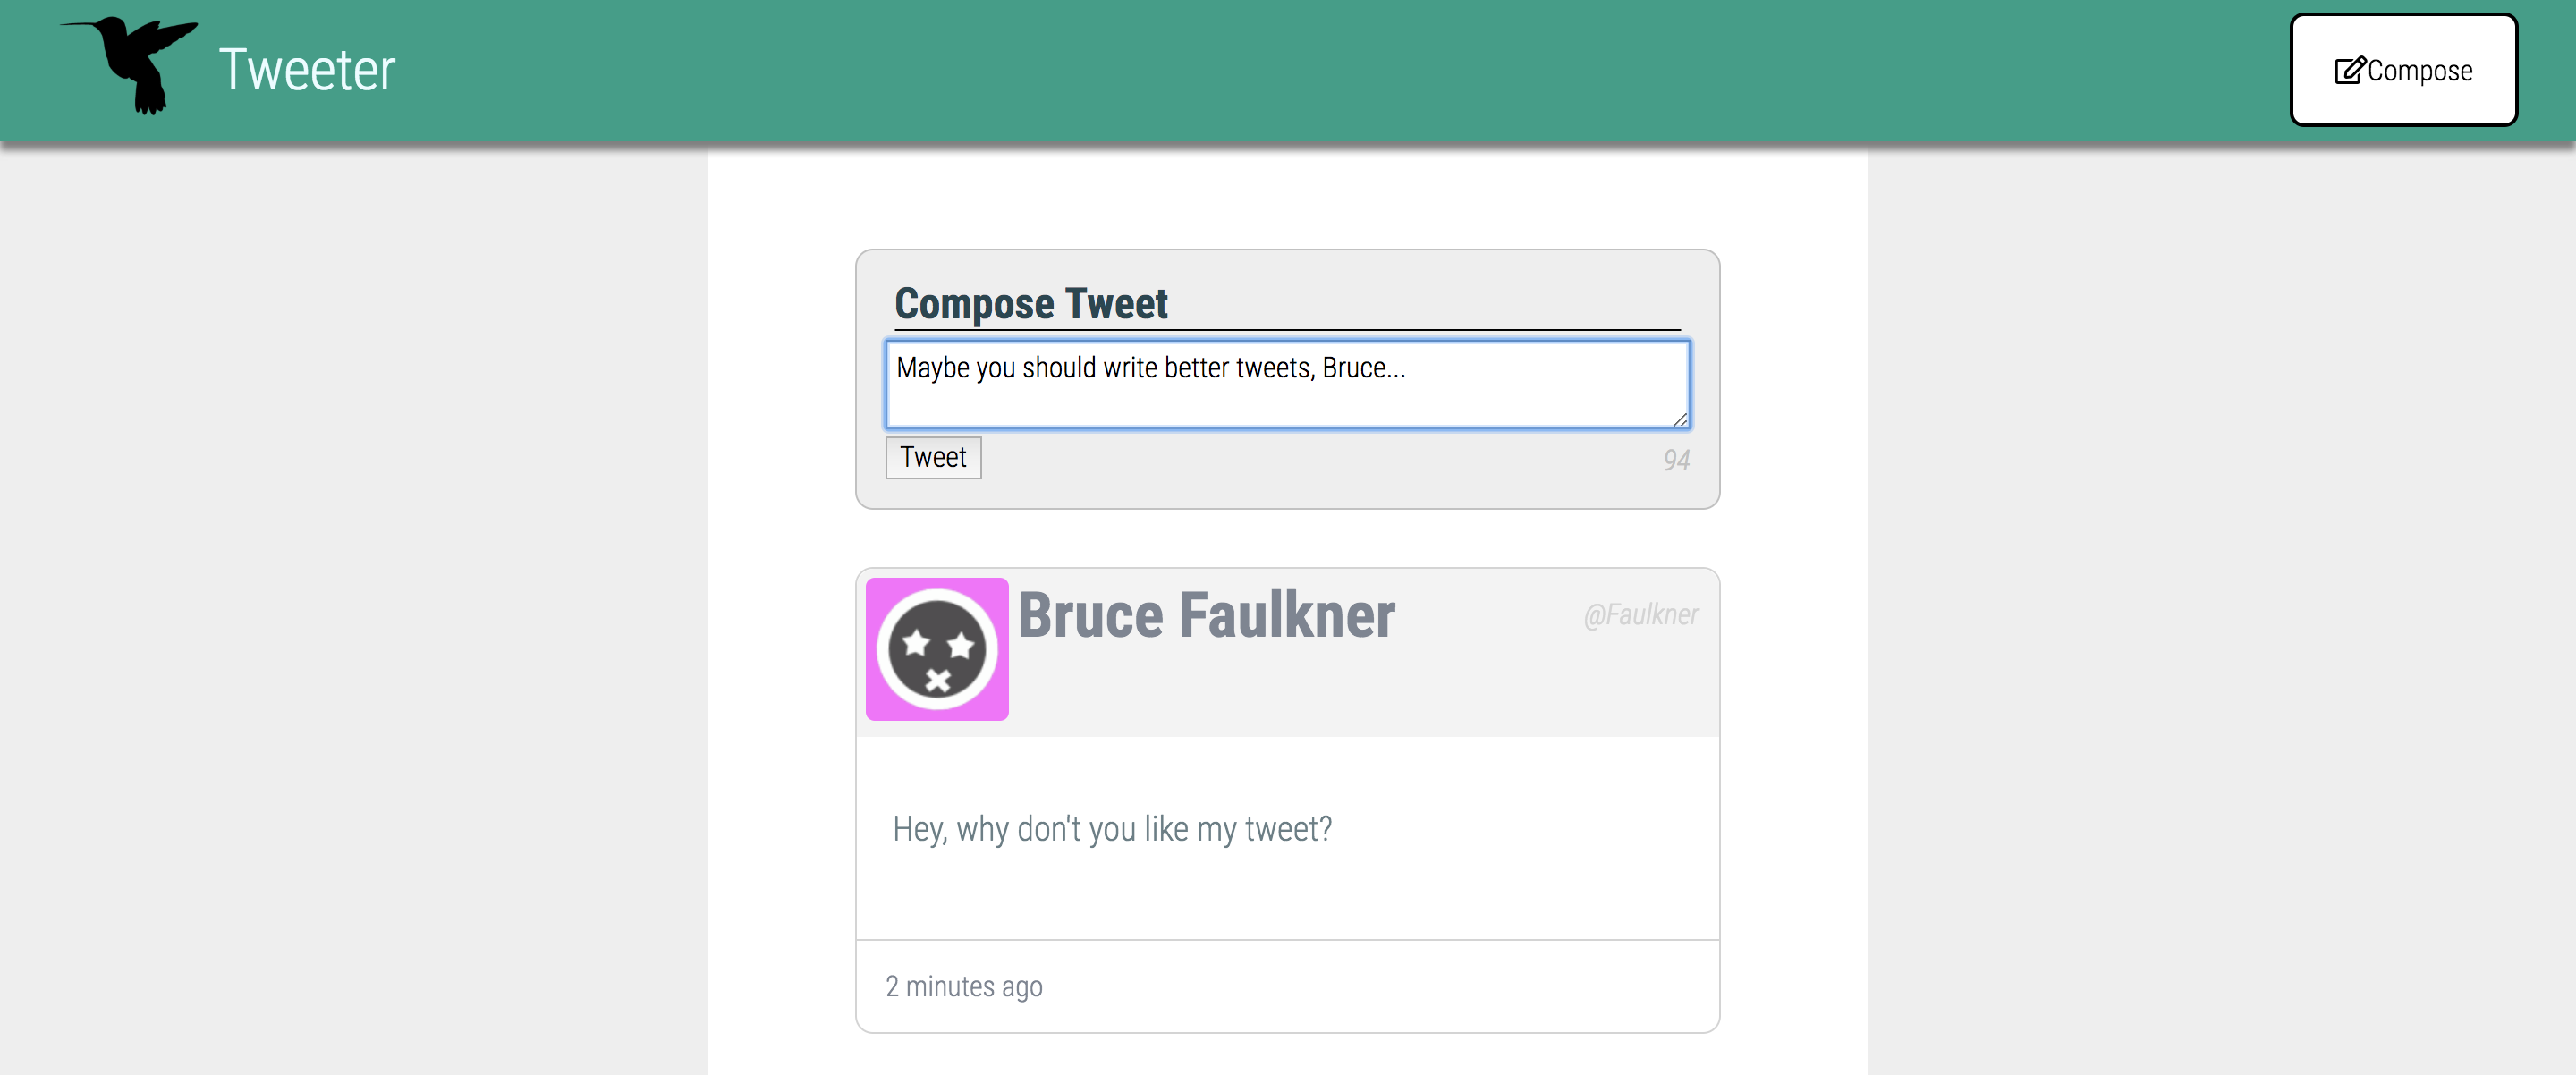 Tweeter
Compose
Compose Tweet
Maybe you should write better tweets, Bruce...
Tweet
94
Bruce Faulkner
@Faulkner
Hey, why don't you like my tweet?
2 minutes ago